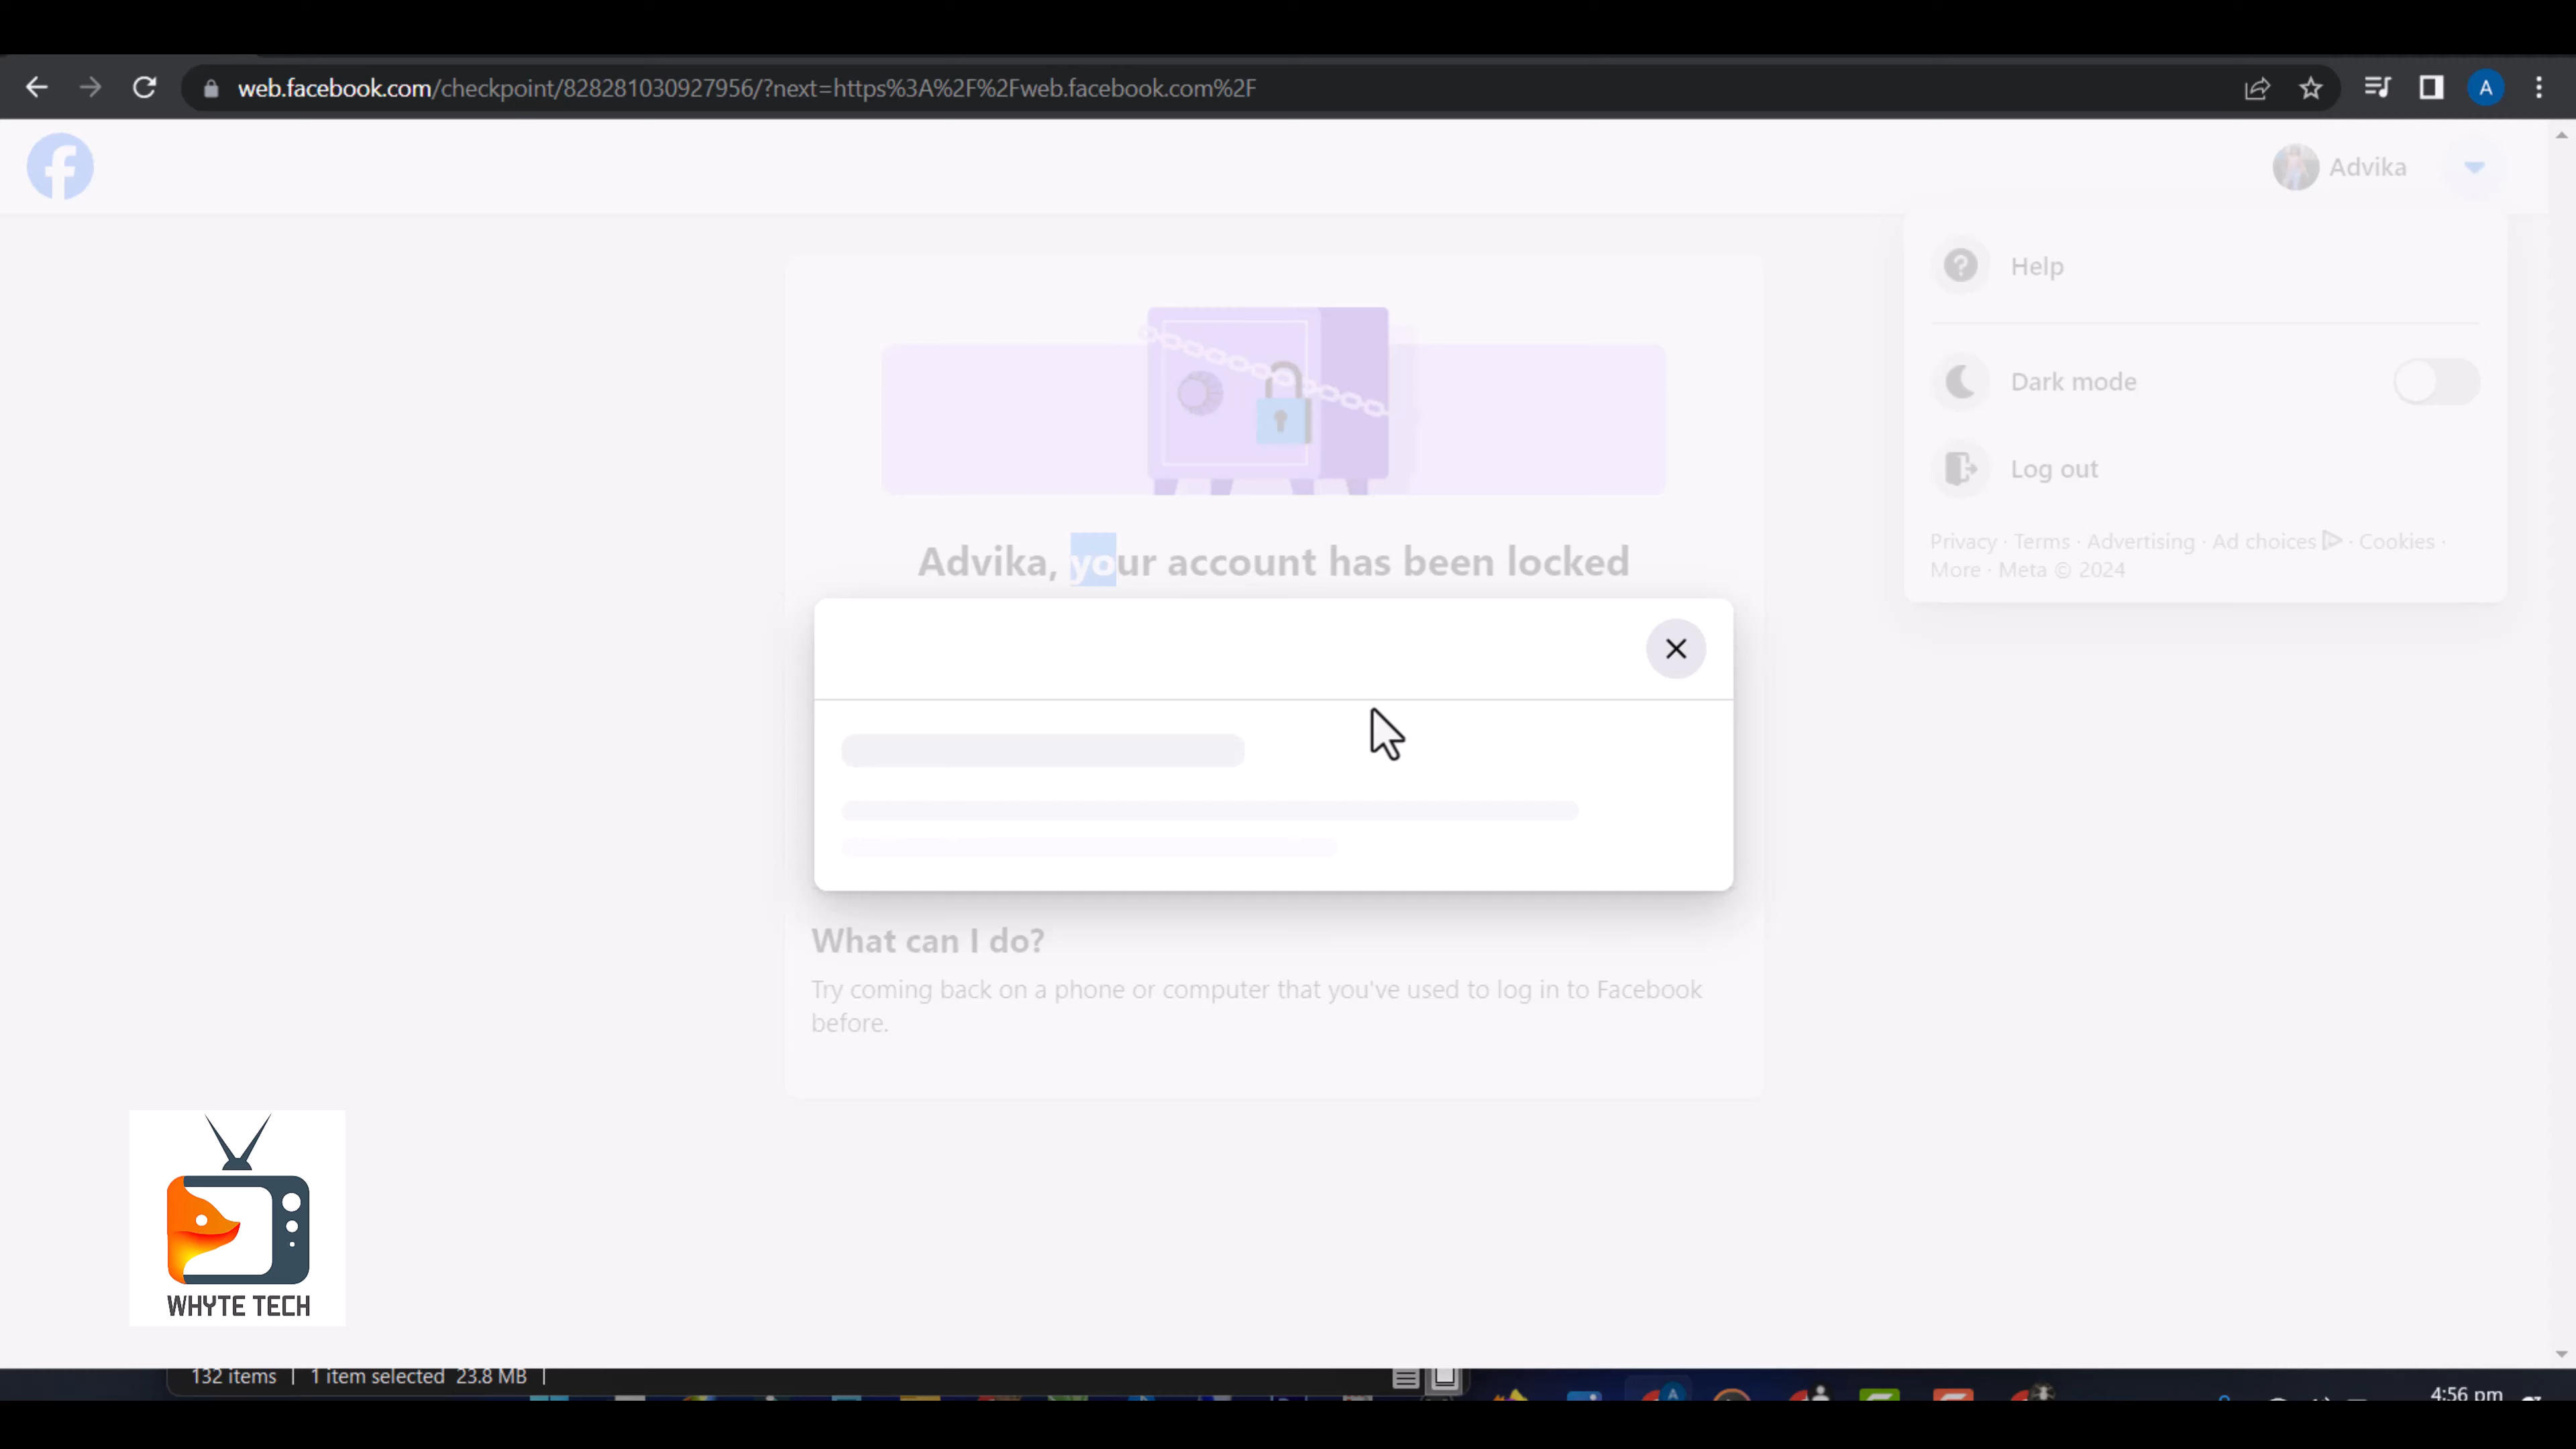 web.facebook.com/checkpoint/828281030927956/?next=https%3A%2F%2Fweb.facebook.com%2F
A
Advika
Help
Dark mode
Log out
Privacy · Terms · Advertising · Ad choices · Cookies ·
More · Meta © 2024
Advika, your account has been locked
What can I do?
Try coming back on a phone or computer that you've used to log in to Facebook
before.
WHYTE TECH
132 items | 1 item selected 23.8 MB |
A
4:56 pm